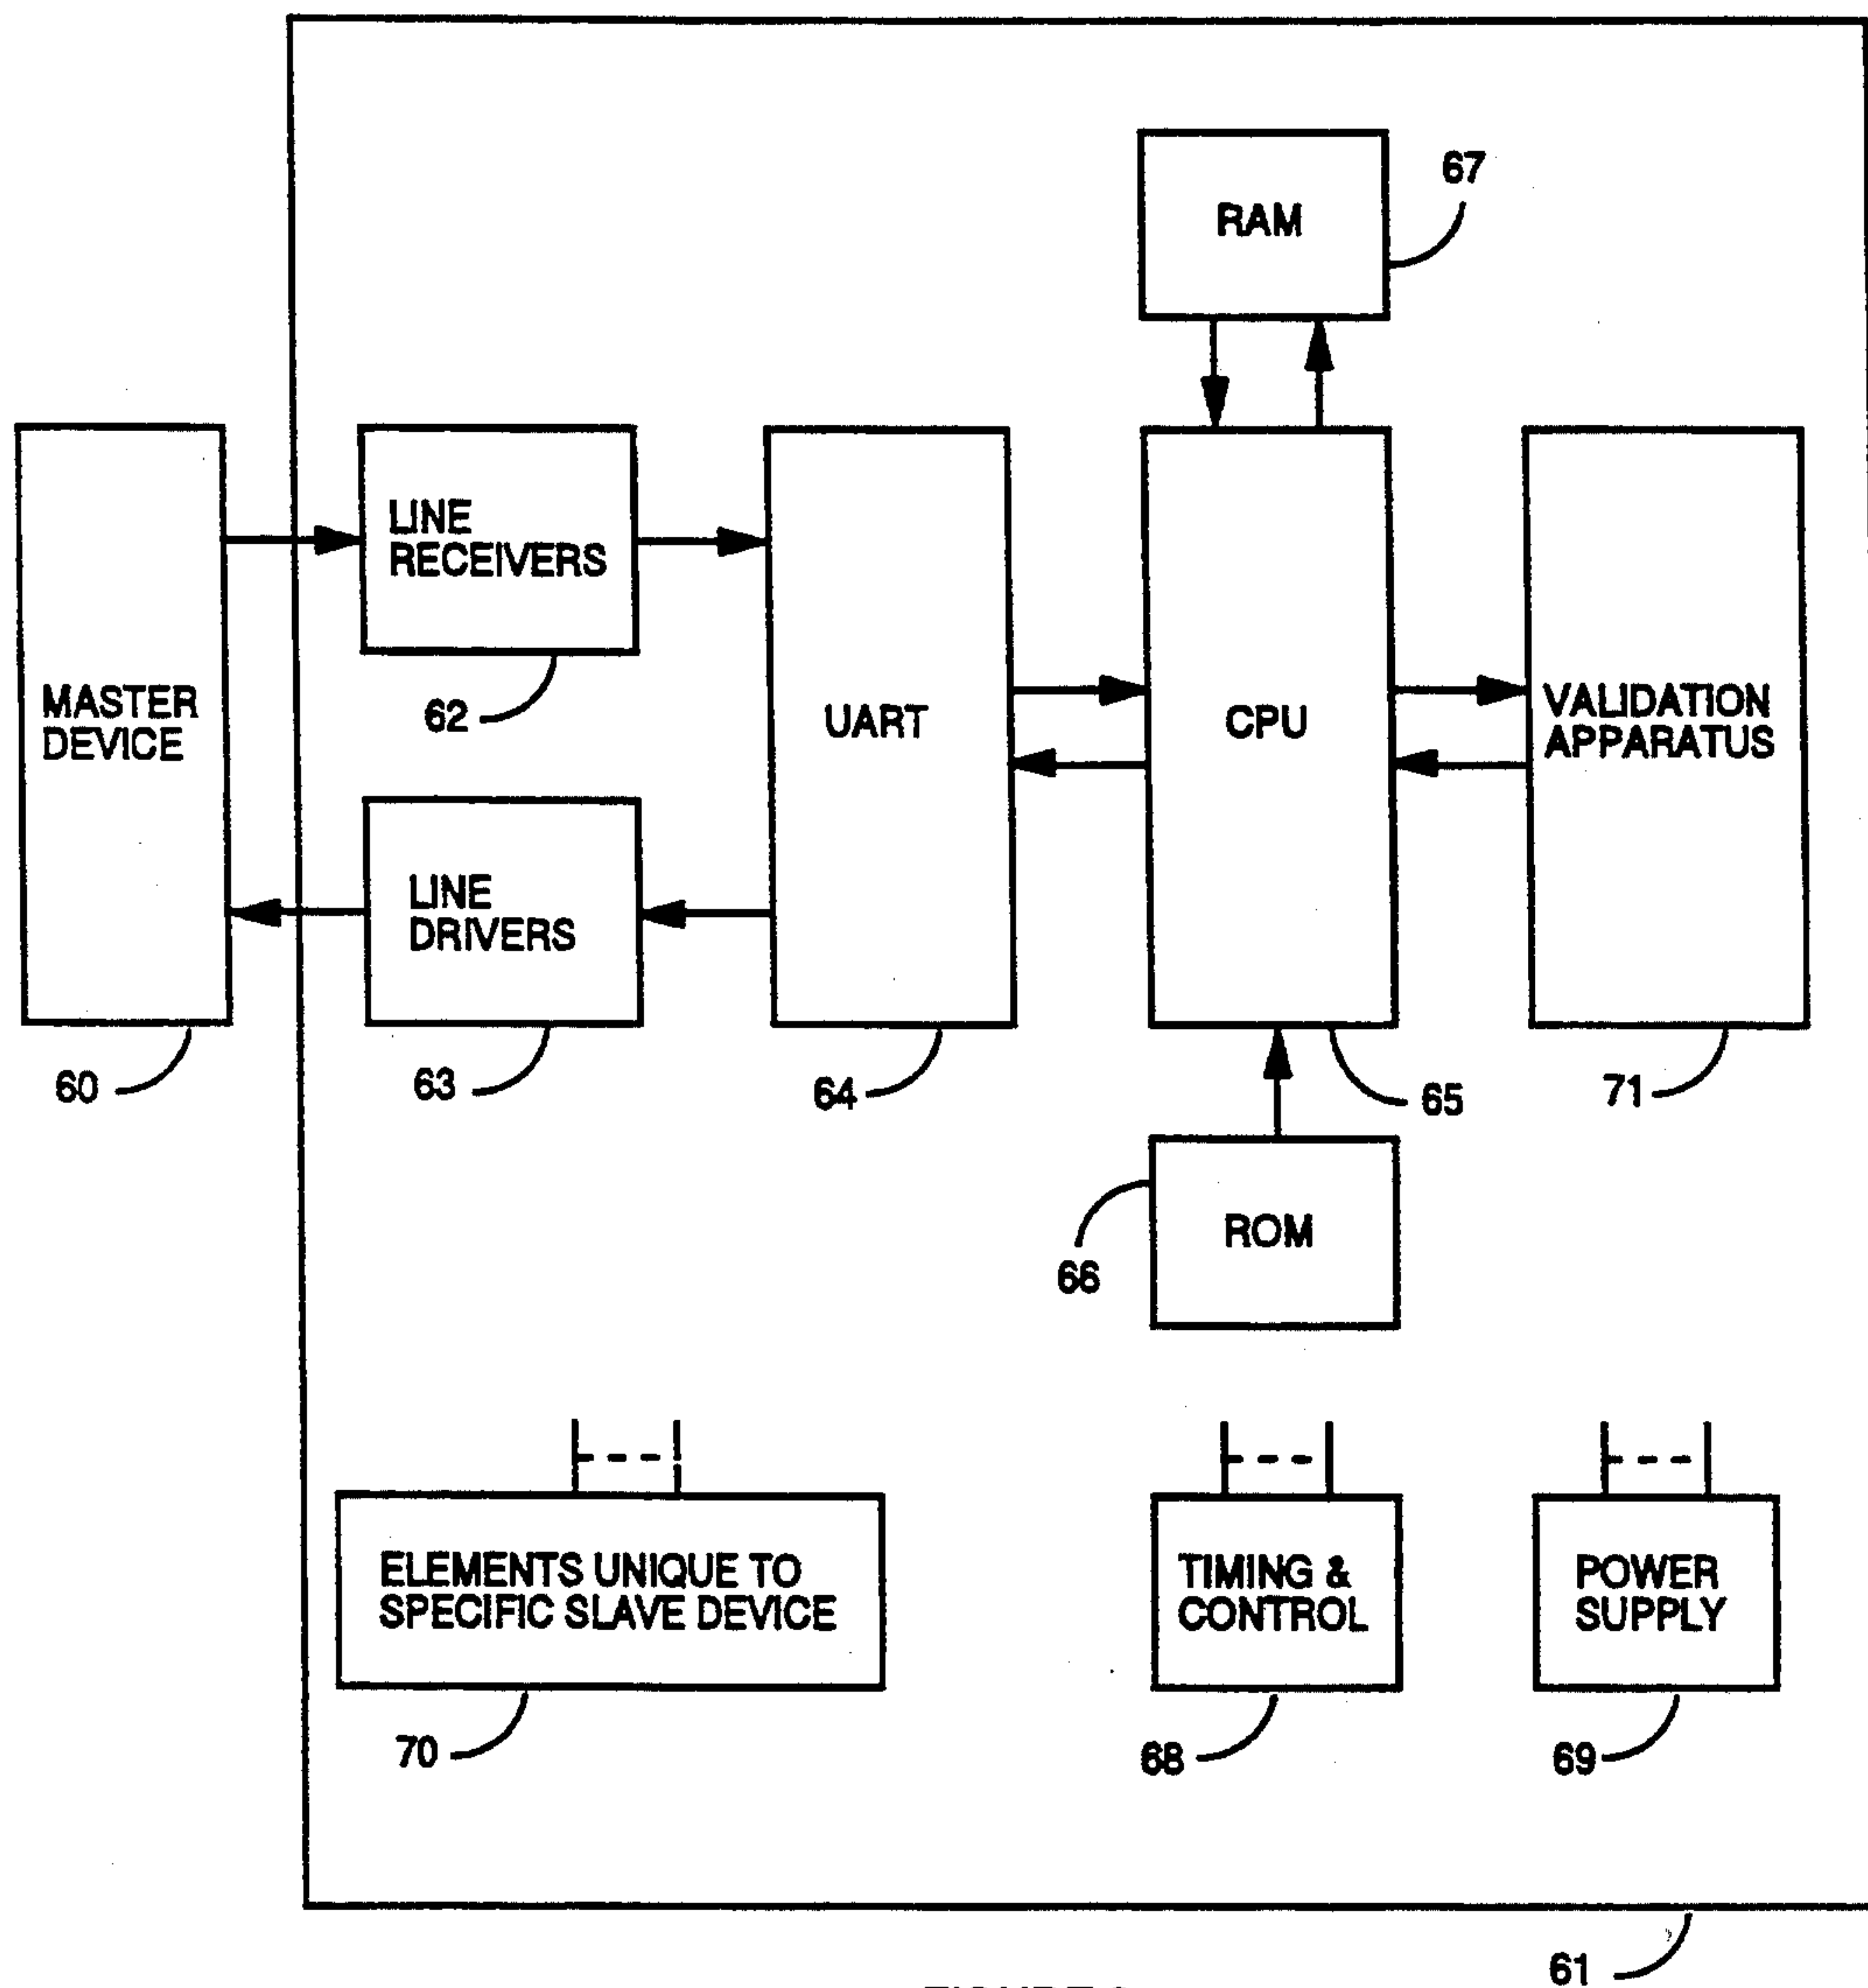 RAM
67
MASTER
DEVICE
LINE
RECEIVERS
62
UART
CPU
VALIDATION
APPARATUS
LINE
DRIVERS
60
63
64
65
71
ROM
66
ELEMENTS UNIQUE TO
SPECIFIC SLAVE DEVICE
TIMING &
CONTROL
POWER
SUPPLY
70
68
69
61